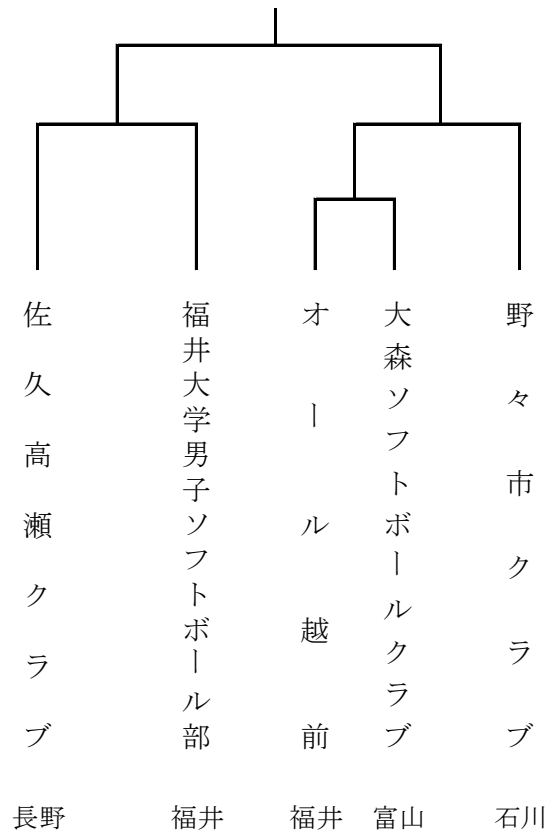 佐久高瀬クラブ
長野
福井大学男子ソフトボール部
福井
オール越前
福井
大森ソフトボールクラブ
富山
野々市クラブ
石川